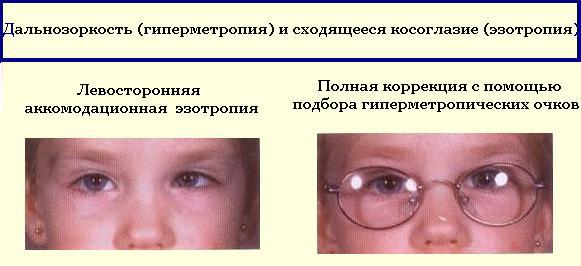 Дальнозоркость (гиперметропия) и сходящееся косоглазие (эзотропия)
Левосторонняя
аккомодационная эзотропия
Полная коррекция с помощью
подбора гиперметропических очков